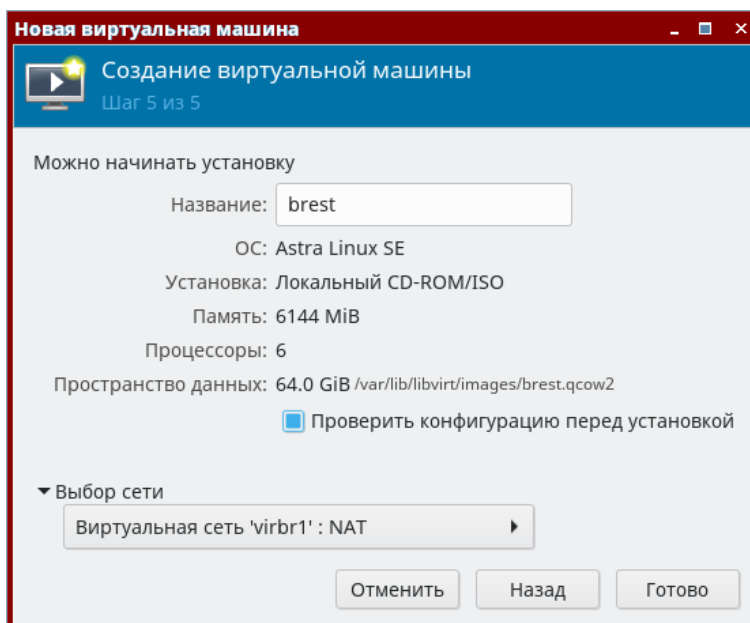 Новая виртуальная машина
Создание виртуальной машины
Шаг 5 из 5
Можно начинать установку
Название: brest
ОС: Astra Linux SE
Установка: Локальный CD-ROM/ISO
Память: 6144 MiB
Процессоры: 6
Пространство данных: 64.0 GiB /var/lib/libvirt/images/brest.qcow2
Проверить конфигурацию перед установкой
Выбор сети
Виртуальная сеть 'virbr1' : NAT
Отменить Назад Готово